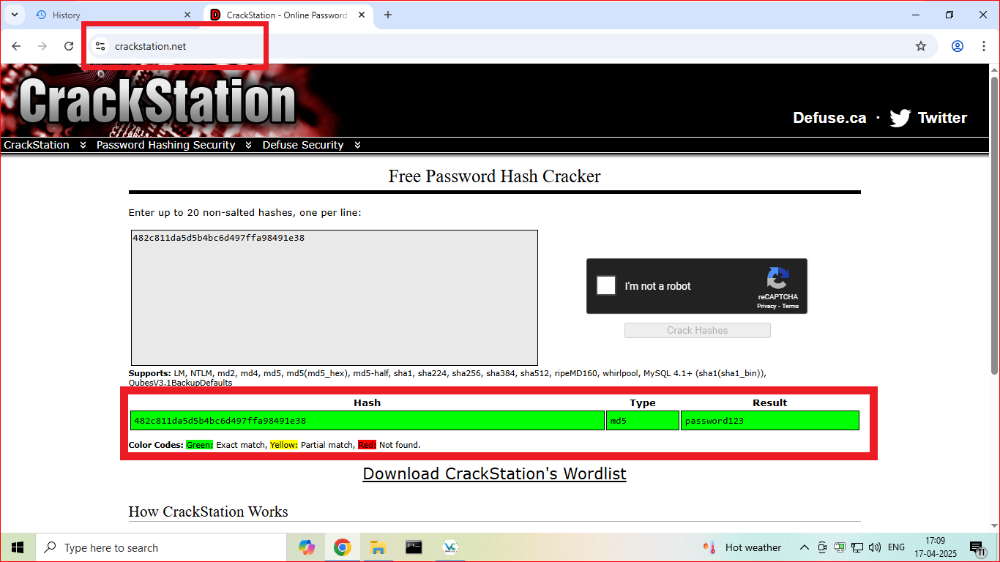 History
CrackStation - Online Password
crackstation.net
CrackStation
Defuse.ca · Twitter
CrackStation Password Hashing Security Defuse Security
Free Password Hash Cracker
Enter up to 20 non-salted hashes, one per line:
482c811da5d5b4bc6d497ffa98491e38
I'm not a robot
reCAPTCHA
Privacy - Terms
Crack Hashes
Supports: LM, NTLM, md2, md4, md5, md5(md5_hex), md5-half, sha1, sha224, sha256, sha384, sha512, ripeMD160, whirlpool, MySQL 4.1+ (sha1(sha1_bin)),
QubesV3.1BackupDefaults
Hash Type Result
482c811da5d5b4bc6d497ffa98491e38 md5 password123
Color Codes: Green: Exact match, Yellow: Partial match, Red: Not found.
Download CrackStation's Wordlist
How CrackStation Works
Type here to search
Hot weather
ENG
17:09
17-04-2025
11